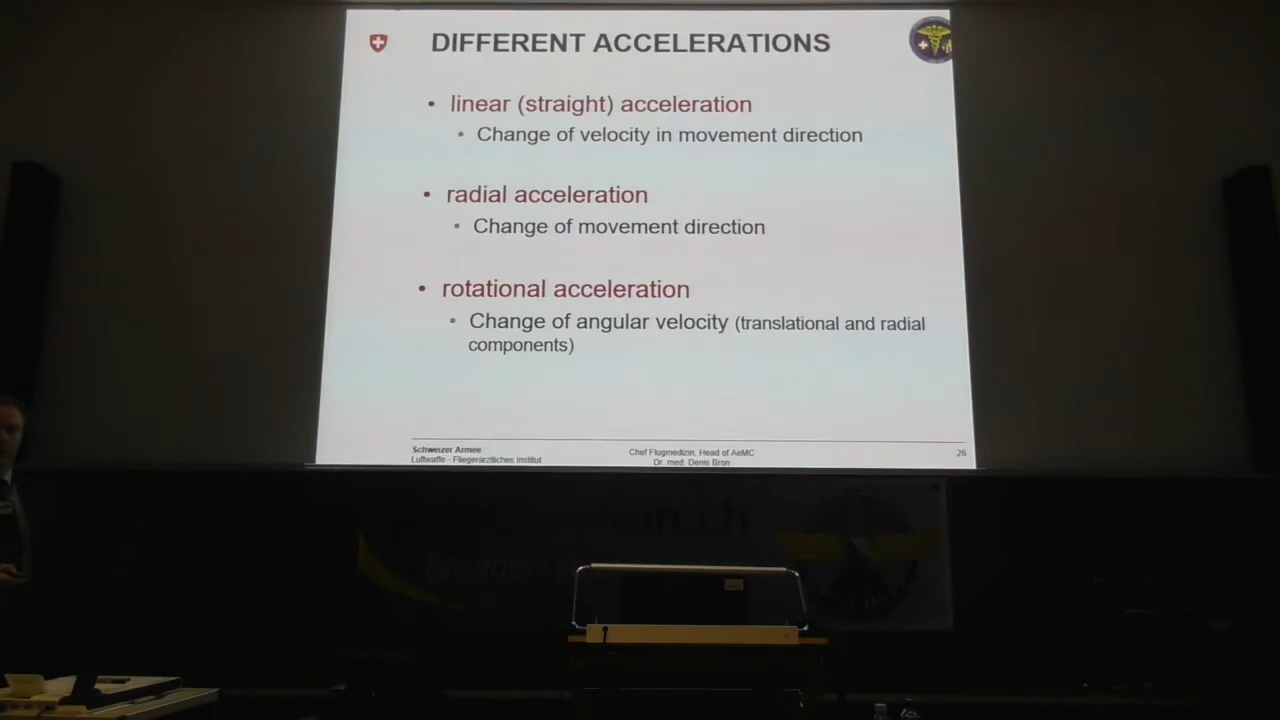 DIFFERENT ACCELERATIONS
• linear (straight) acceleration
• Change of velocity in movement direction
• radial acceleration
• Change of movement direction
• rotational acceleration
• Change of angular velocity (translational and radial
components)
Schweizer Armee
Luftwaffe - Fliegerärztliches Institut
Chef Flugmedizin, Head of AeMC
Dr. med. Denis Bron
26